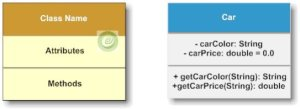 Class Name
Attributes
Methods
Car
- carColor: String
- carPrice: double = 0.0
+ getCarColor(String): String
+getCarPrice(String): double